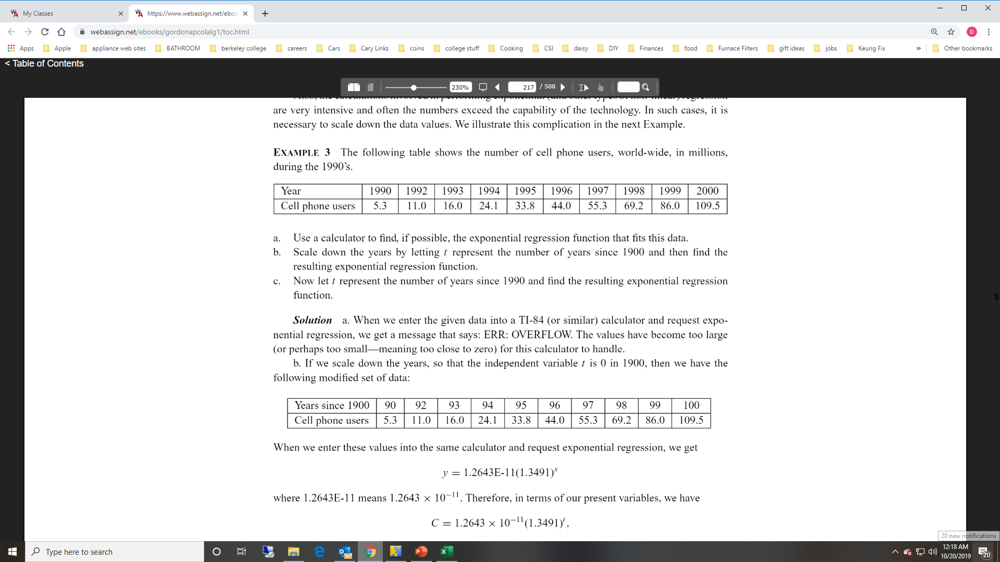 My Classes
https://www.webassign.net/eboo
webassign.net/ebooks/gordonapcolalg1/toc.html
D
Apps Apple appliance web sites BATHROOM berkeley college careers Cars Cary Links coins college stuff Cooking CSI daisy DIY Finances food Furnace Filters gift ideas jobs Keurig Fix » Other bookmarks
< Table of Contents
230% 217 / 508
Also, the calculations involved in performing exponential (and other types of non-linear) regression
are very intensive and often the numbers exceed the capability of the technology. In such cases, it is
necessary to scale down the data values. We illustrate this complication in the next Example.
EXAMPLE 3 The following table shows the number of cell phone users, world-wide, in millions,
during the 1990's.
Year 1990 1992 1993 1994 1995 1996 1997 1998 1999 2000
Cell phone users 5.3 11.0 16.0 24.1 33.8 44.0 55.3 69.2 86.0 109.5
a. Use a calculator to find, if possible, the exponential regression function that fits this data.
b. Scale down the years by letting t represent the number of years since 1900 and then find the
resulting exponential regression function.
c. Now let t represent the number of years since 1990 and find the resulting exponential regression
function.
Solution a. When we enter the given data into a TI-84 (or similar) calculator and request expo-
nential regression, we get a message that says: ERR: OVERFLOW. The values have become too large
(or perhaps too small—meaning too close to zero) for this calculator to handle.
b. If we scale down the years, so that the independent variable t is 0 in 1900, then we have the
following modified set of data:
Years since 1900 90 92 93 94 95 96 97 98 99 100
Cell phone users 5.3 11.0 16.0 24.1 33.8 44.0 55.3 69.2 86.0 109.5
When we enter these values into the same calculator and request exponential regression, we get
y = 1.2643E-11(1.3491)ˣ
where 1.2643E-11 means 1.2643 × 10⁻¹¹. Therefore, in terms of our present variables, we have
C = 1.2643 × 10⁻¹¹(1.3491)ᵗ,
20 new notifications
Type here to search
12:18 AM
10/20/2019
20